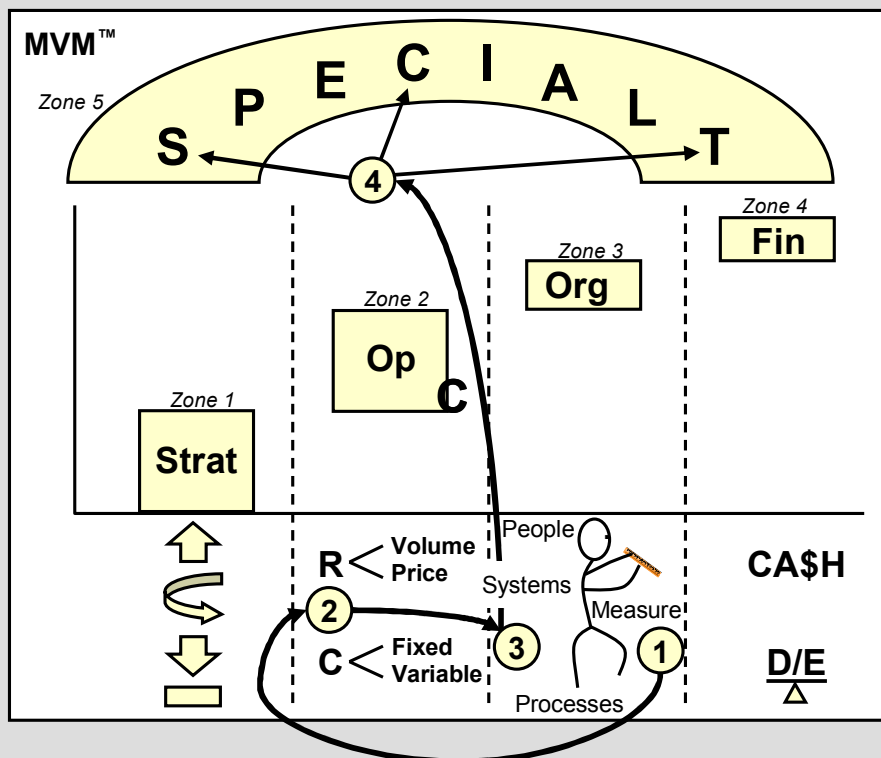 MVM™
Zone 5
S P E C I A L T
4
Zone 4
Fin
Zone 3
Org
Zone 2
Op
C
Zone 1
Strat
People
R
Volume
Price
Systems
CA$H
Measure
2
3
1
C
Fixed
Variable
D/E
Processes